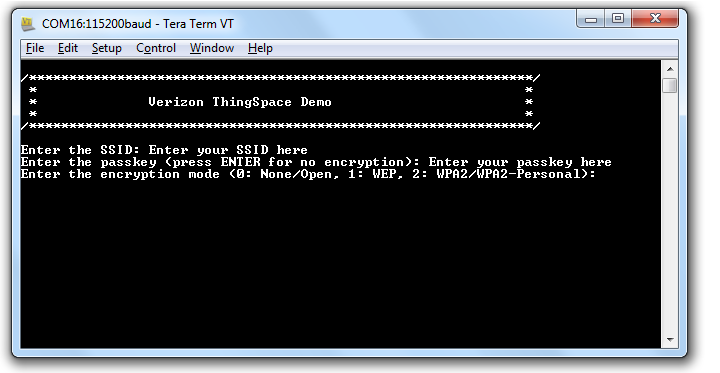 COM16:115200baud - Tera Term VT
File Edit Setup Control Window Help
/***************************************************************/
* *
* Verizon ThingSpace Demo *
* *
/***************************************************************/
Enter the SSID: Enter your SSID here
Enter the passkey (press ENTER for no encryption): Enter your passkey here
Enter the encryption mode (0: None/Open, 1: WEP, 2: WPA2/WPA2-Personal):